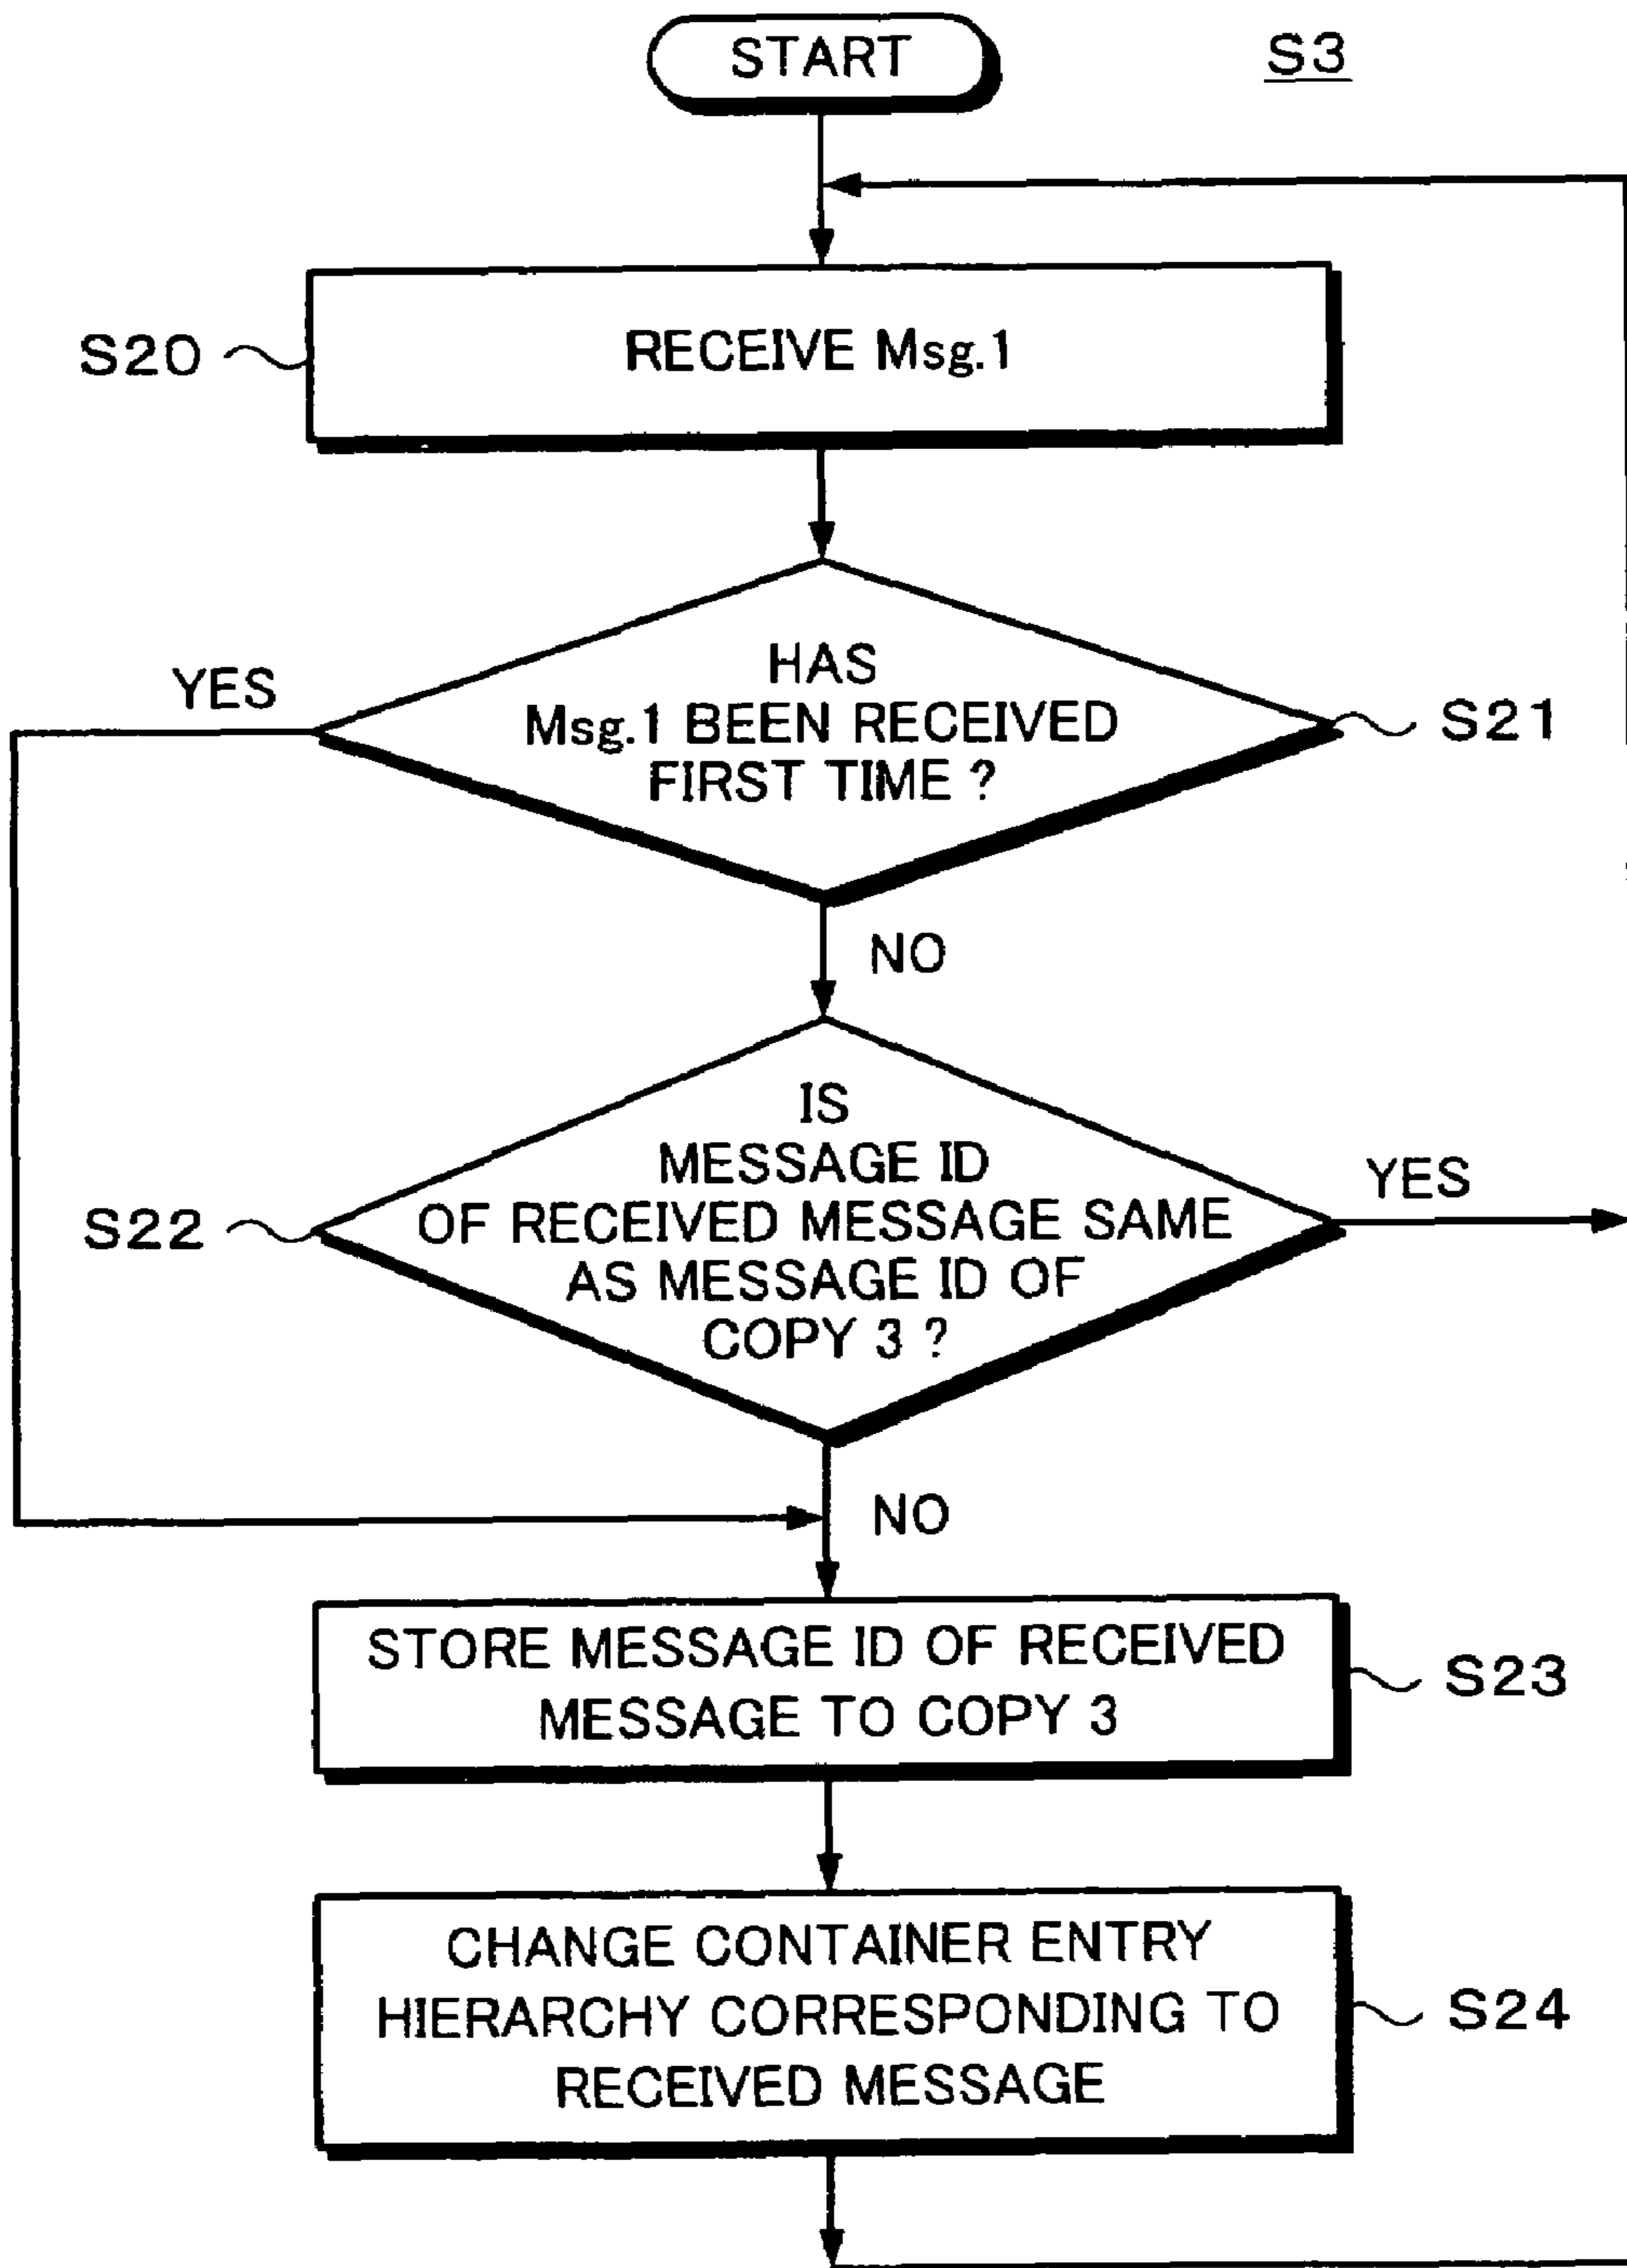 START
S3
S20
RECEIVE Msg.1
YES
HAS
Msg.1 BEEN RECEIVED
FIRST TIME ?
S21
NO
IS
MESSAGE ID
OF RECEIVED MESSAGE SAME
AS MESSAGE ID OF
COPY 3 ?
S22
YES
NO
STORE MESSAGE ID OF RECEIVED
MESSAGE TO COPY 3
S23
CHANGE CONTAINER ENTRY
HIERARCHY CORRESPONDING TO
RECEIVED MESSAGE
S24